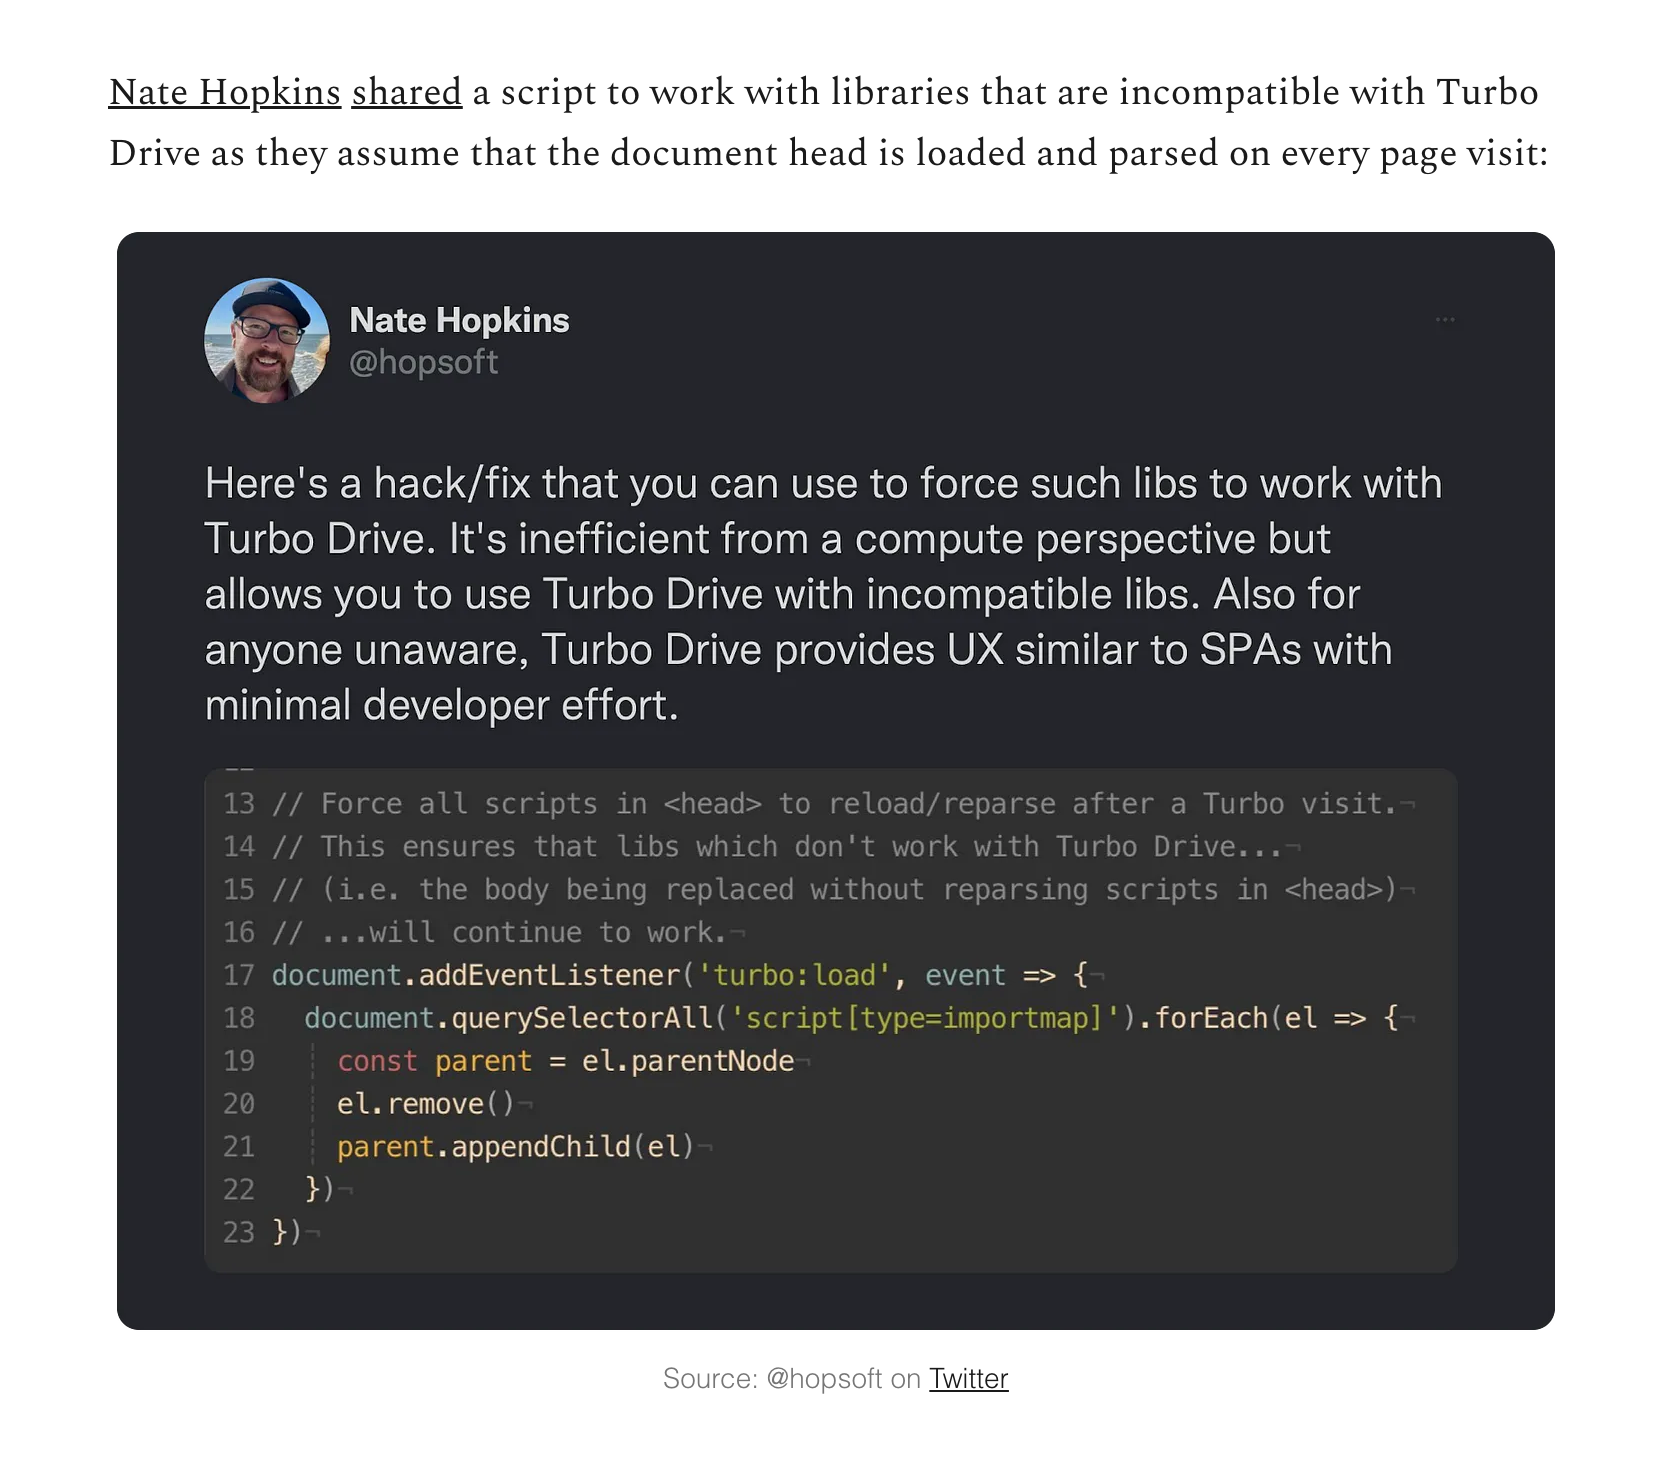 Nate Hopkins shared a script to work with libraries that are incompatible with Turbo
Drive as they assume that the document head is loaded and parsed on every page visit:
Nate Hopkins
@hopsoft
Here's a hack/fix that you can use to force such libs to work with
Turbo Drive. It's inefficient from a compute perspective but
allows you to use Turbo Drive with incompatible libs. Also for
anyone unaware, Turbo Drive provides UX similar to SPAs with
minimal developer effort.
13 // Force all scripts in <head> to reload/reparse after a Turbo visit.¬
14 // This ensures that libs which don't work with Turbo Drive...¬
15 // (i.e. the body being replaced without reparsing scripts in <head>)¬
16 // ...will continue to work.¬
17 document.addEventListener('turbo:load', event => {¬
18   document.querySelectorAll('script[type=importmap]').forEach(el => {¬
19     const parent = el.parentNode¬
20     el.remove()¬
21     parent.appendChild(el)¬
22   })¬
23 })¬
Source: @hopsoft on Twitter